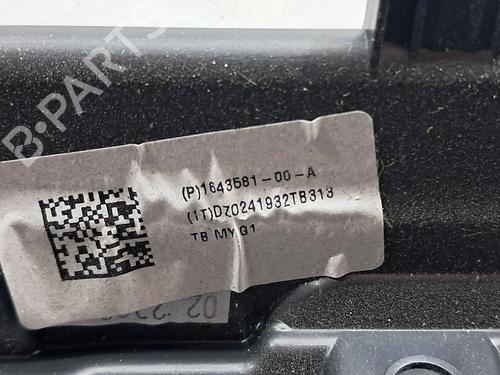 B-PARTS
(P)1643581-00-A
(1T)DZ0241932TB313
TB MY G1